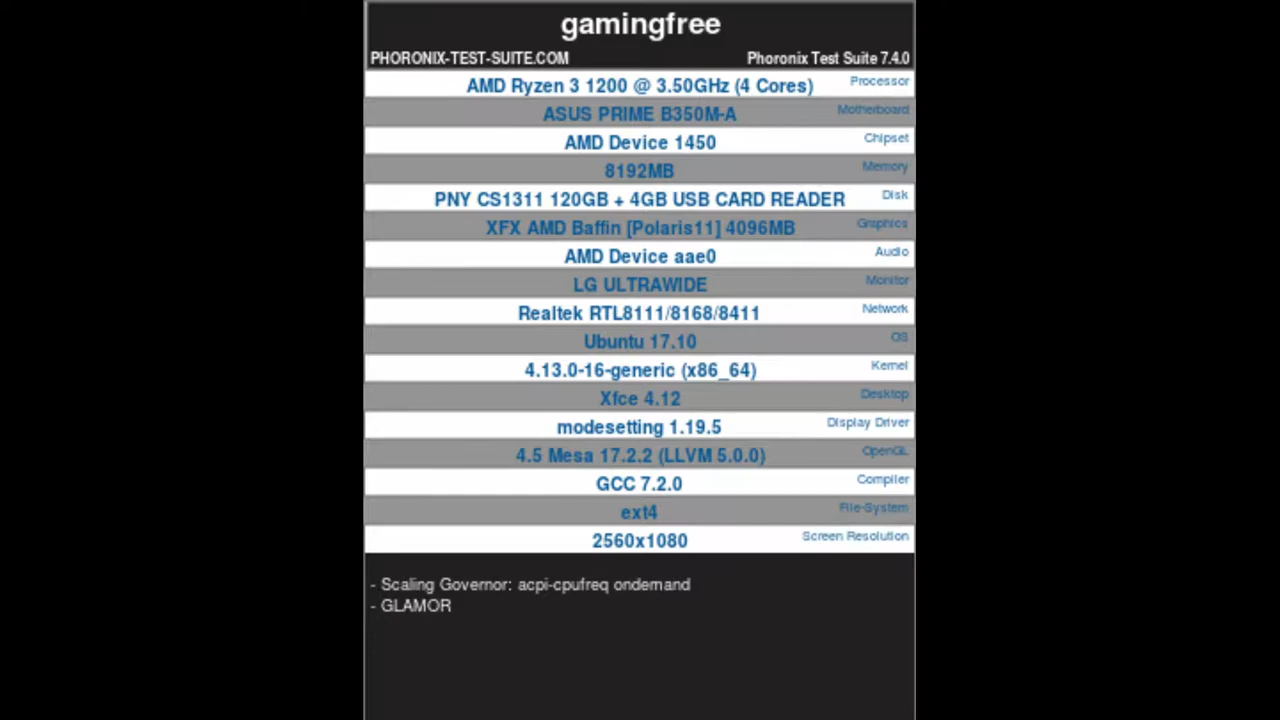 gamingfree
PHORONIX-TEST-SUITE.COM Phoronix Test Suite 7.4.0
AMD Ryzen 3 1200 @ 3.50GHz (4 Cores) Processor
ASUS PRIME B350M-A Motherboard
AMD Device 1450 Chipset
8192MB Memory
PNY CS1311 120GB + 4GB USB CARD READER Disk
XFX AMD Baffin [Polaris11] 4096MB Graphics
AMD Device aae0 Audio
LG ULTRAWIDE Monitor
Realtek RTL8111/8168/8411 Network
Ubuntu 17.10 OS
4.13.0-16-generic (x86_64) Kernel
Xfce 4.12 Desktop
modesetting 1.19.5 Display Driver
4.5 Mesa 17.2.2 (LLVM 5.0.0) OpenGL
GCC 7.2.0 Compiler
ext4 File-System
2560x1080 Screen Resolution
- Scaling Governor: acpi-cpufreq ondemand
- GLAMOR